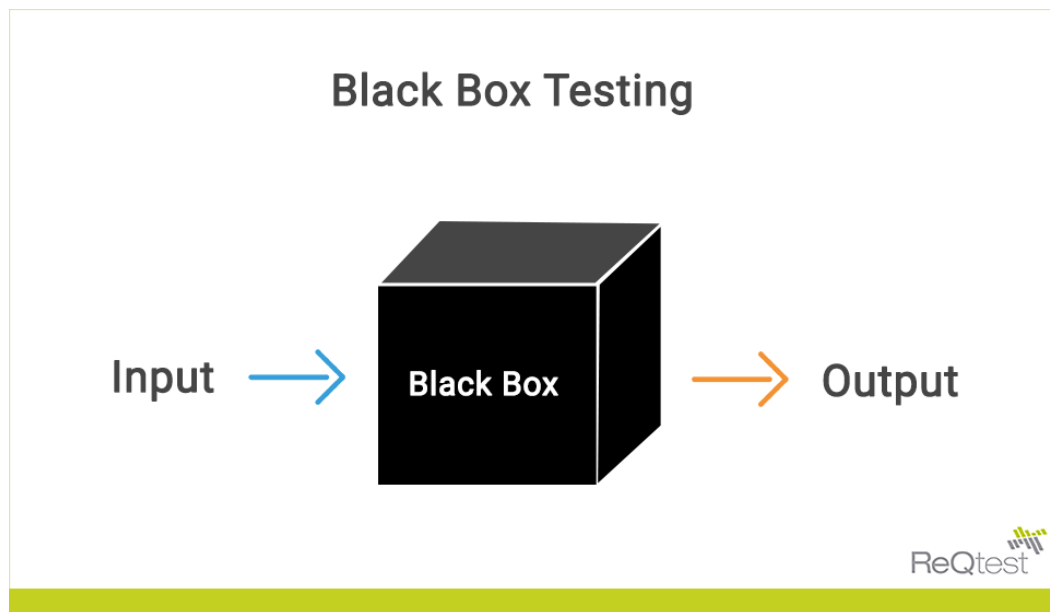 Black Box Testing
Input
Black Box
Output
ReQtest